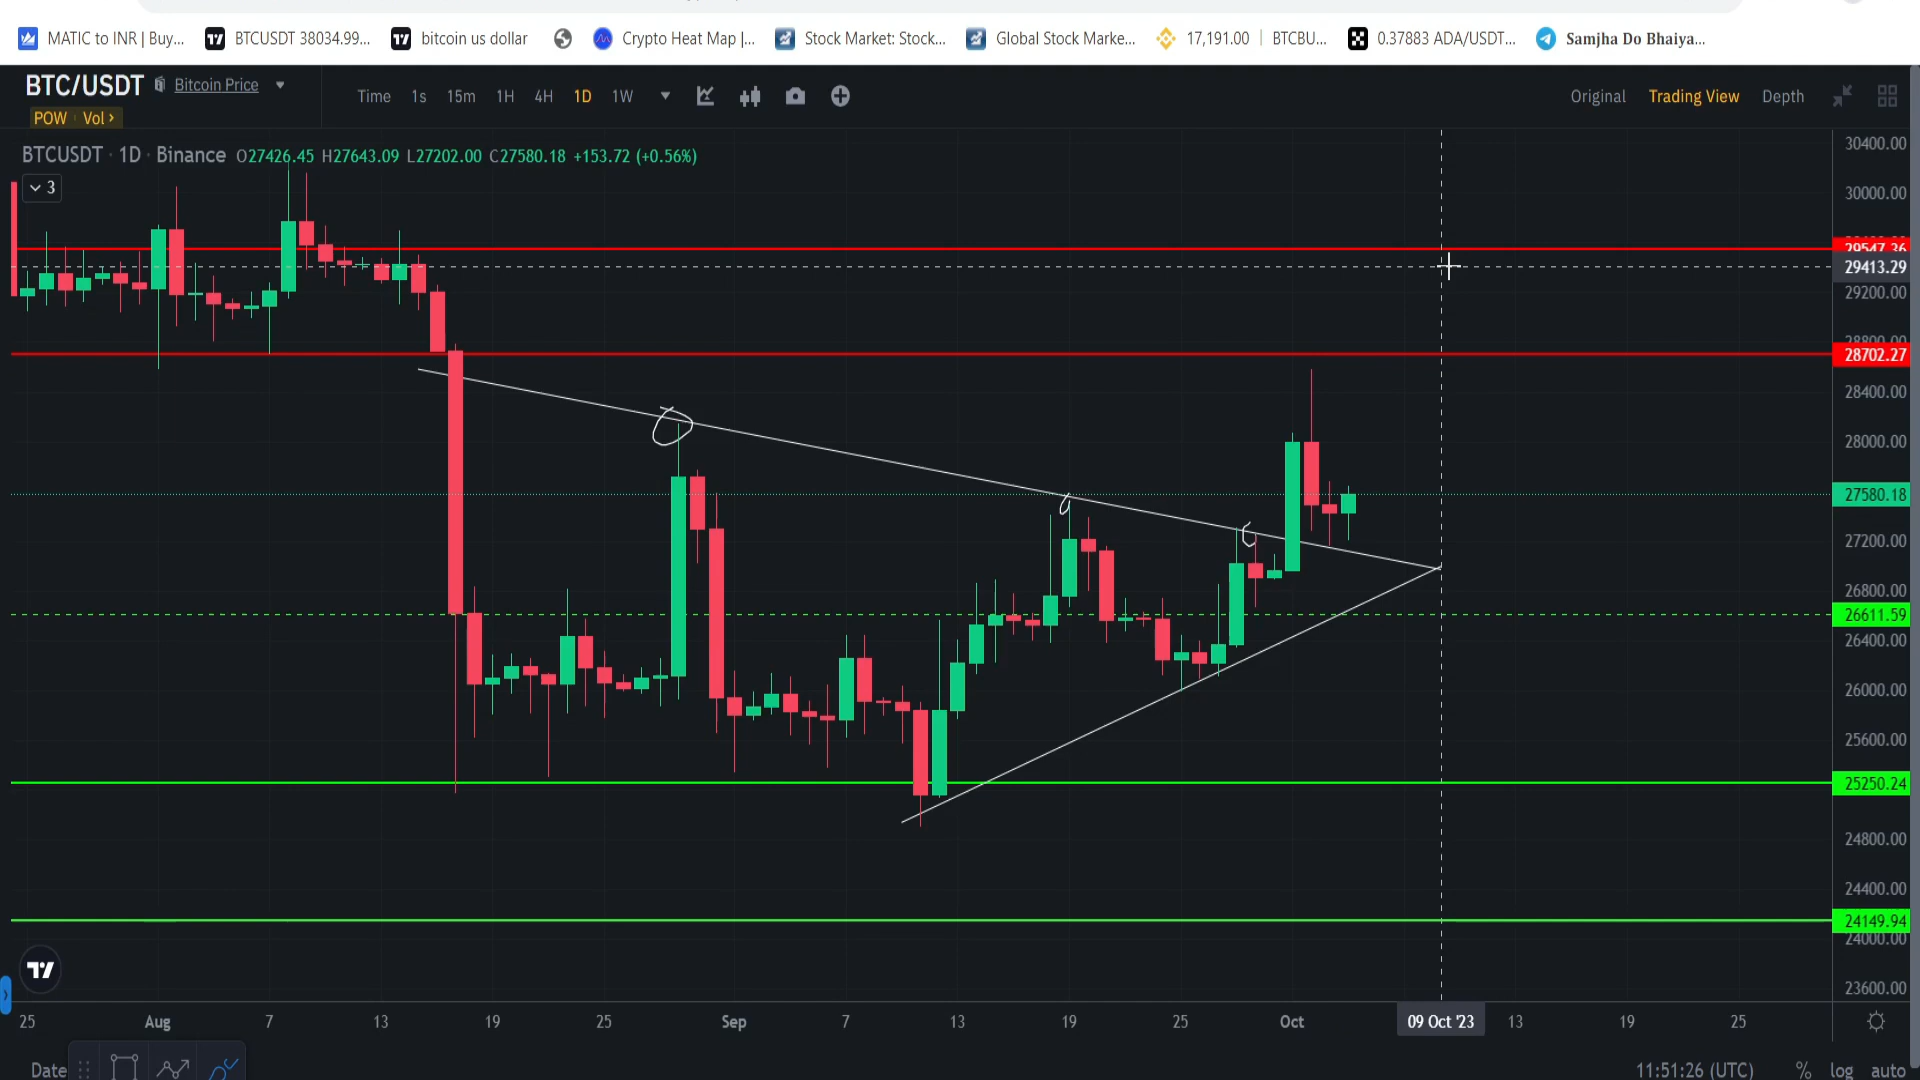 MATIC to INR | Buy...
BTCUSDT 38034.99...
bitcoin us dollar
Crypto Heat Map |...
Stock Market: Stock...
Global Stock Marke...
17,191.00 | BTCBU...
0.37883 ADA/USDT...
Samjha Do Bhaiya...
BTC/USDT
Bitcoin Price
POW Vol >
Time 1s 15m 1H 4H 1D 1W
Original Trading View Depth
BTCUSDT · 1D · Binance O27426.45 H27643.09 L27202.00 C27580.18 +153.72 (+0.56%)
3
30400.00
30000.00
29547.36
29413.29
29200.00
28800.00
28702.27
28400.00
28000.00
27580.18
27200.00
26800.00
26611.59
26400.00
26000.00
25600.00
25250.24
24800.00
24400.00
24149.94
24000.00
23600.00
25 Aug 7 13 19 25 Sep 7 13 19 25 Oct 09 Oct '23 13 19 25
Date
11:51:26 (UTC) % log auto